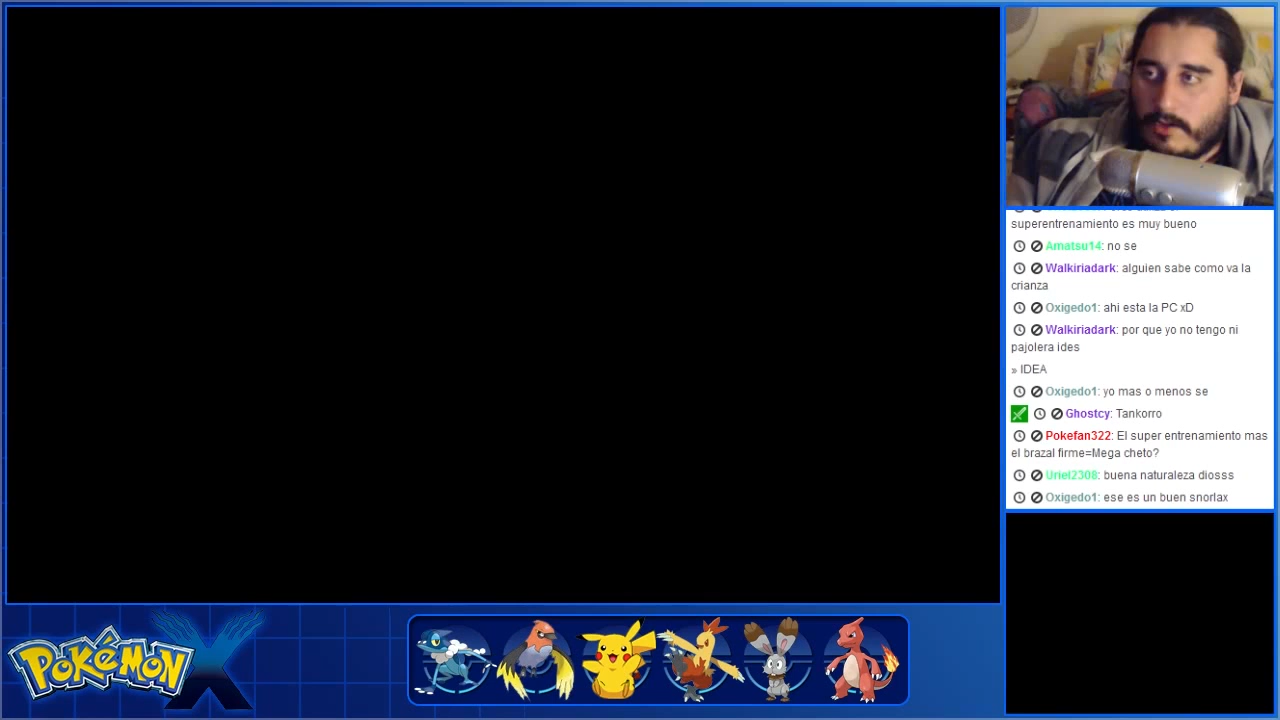 superentrenamiento es muy bueno
Amatsu14: no se
Walkiriadark: alguien sabe como va la
crianza
Oxigedo1: ahi esta la PC xD
Walkiriadark: por que yo no tengo ni
pajolera ides
» IDEA
Oxigedo1: yo mas o menos se
Ghostcy: Tankorro
Pokefan322: El super entrenamiento mas
el brazal firme=Mega cheto?
Uriel2308: buena naturaleza diosss
Oxigedo1: ese es un buen snorlax
POKéMON X